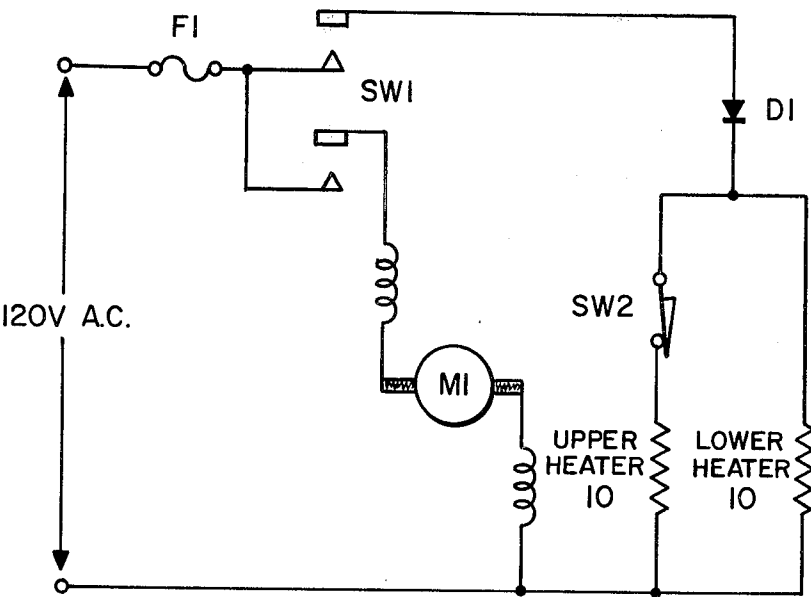 F1
SW1
D1
120V A.C.
SW2
M1
UPPER
HEATER
10
LOWER
HEATER
10